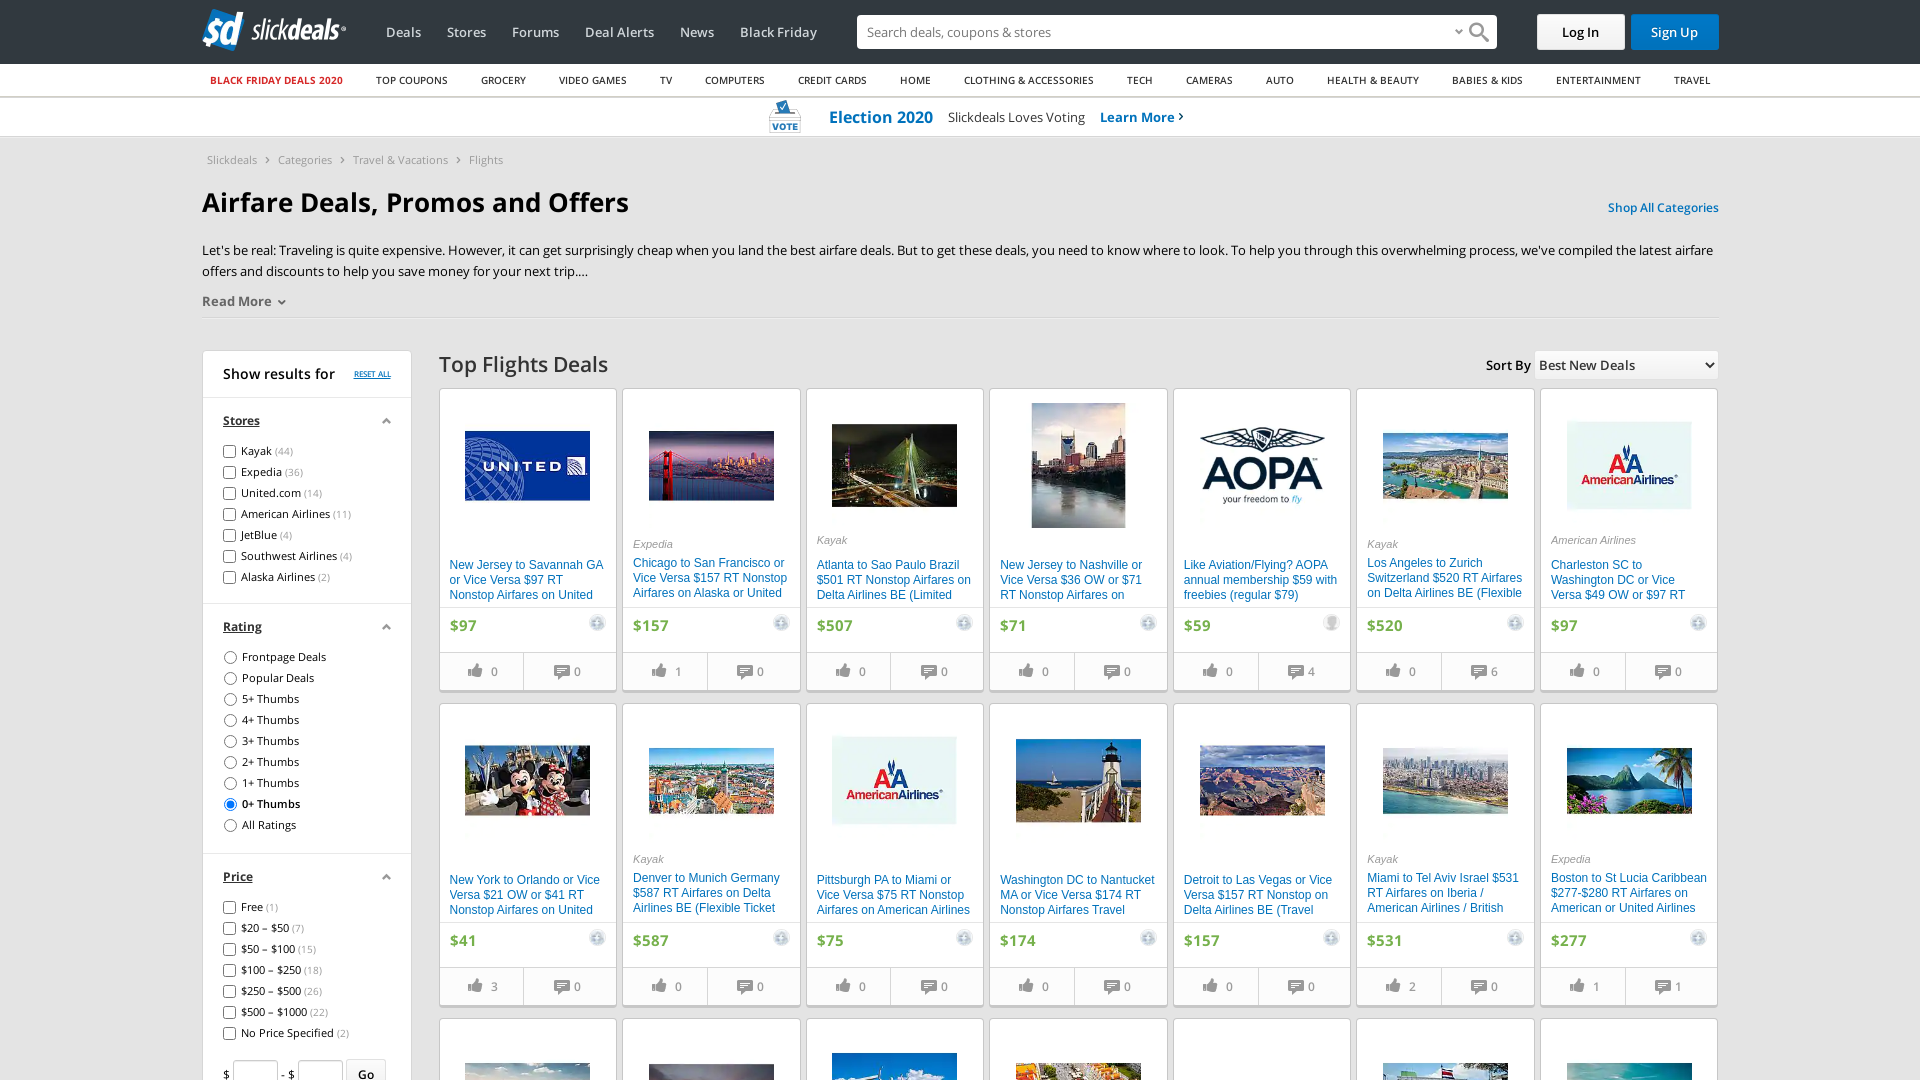 sd slickdeals
Deals Stores Forums Deal Alerts News Black Friday
Search deals, coupons & stores
Log In Sign Up
BLACK FRIDAY DEALS 2020 TOP COUPONS GROCERY VIDEO GAMES TV COMPUTERS CREDIT CARDS HOME CLOTHING & ACCESSORIES TECH CAMERAS AUTO HEALTH & BEAUTY BABIES & KIDS ENTERTAINMENT TRAVEL
VOTE Election 2020 Slickdeals Loves Voting Learn More
Slickdeals > Categories > Travel & Vacations > Flights
Airfare Deals, Promos and Offers
Shop All Categories
Let's be real: Traveling is quite expensive. However, it can get surprisingly cheap when you land the best airfare deals. But to get these deals, you need to know where to look. To help you through this overwhelming process, we've compiled the latest airfare
offers and discounts to help you save money for your next trip....
Read More
Show results for RESET ALL
Stores
Kayak (44)
Expedia (36)
United.com (14)
American Airlines (11)
JetBlue (4)
Southwest Airlines (4)
Alaska Airlines (2)
Rating
Frontpage Deals
Popular Deals
5+ Thumbs
4+ Thumbs
3+ Thumbs
2+ Thumbs
1+ Thumbs
0+ Thumbs
All Ratings
Price
Free (1)
$20 – $50 (7)
$50 – $100 (15)
$100 – $250 (18)
$250 – $500 (26)
$500 – $1000 (22)
No Price Specified (2)
$ - $ Go
Top Flights Deals
Sort By Best New Deals
UNITED
New Jersey to Savannah GA
or Vice Versa $97 RT
Nonstop Airfares on United
$97
0 0
Expedia
Chicago to San Francisco or
Vice Versa $157 RT Nonstop
Airfares on Alaska or United
$157
1 0
Kayak
Atlanta to Sao Paulo Brazil
$501 RT Nonstop Airfares on
Delta Airlines BE (Limited
$507
0 0
New Jersey to Nashville or
Vice Versa $36 OW or $71
RT Nonstop Airfares on
$71
0 0
AOPA
your freedom to fly
Like Aviation/Flying? AOPA
annual membership $59 with
freebies (regular $79)
$59
0 4
Kayak
Los Angeles to Zurich
Switzerland $520 RT Airfares
on Delta Airlines BE (Flexible
$520
0 6
AA
AmericanAirlines
American Airlines
Charleston SC to
Washington DC or Vice
Versa $49 OW or $97 RT
$97
0 0
New York to Orlando or Vice
Versa $21 OW or $41 RT
Nonstop Airfares on United
$41
3 0
Kayak
Denver to Munich Germany
$587 RT Airfares on Delta
Airlines BE (Flexible Ticket
$587
0 0
AA
AmericanAirlines
Pittsburgh PA to Miami or
Vice Versa $75 RT Nonstop
Airfares on American Airlines
$75
0 0
Washington DC to Nantucket
MA or Vice Versa $174 RT
Nonstop Airfares Travel
$174
0 0
Detroit to Las Vegas or Vice
Versa $157 RT Nonstop on
Delta Airlines BE (Travel
$157
0 0
Kayak
Miami to Tel Aviv Israel $531
RT Airfares on Iberia /
American Airlines / British
$531
2 0
Expedia
Boston to St Lucia Caribbean
$277-$280 RT Airfares on
American or United Airlines
$277
1 1